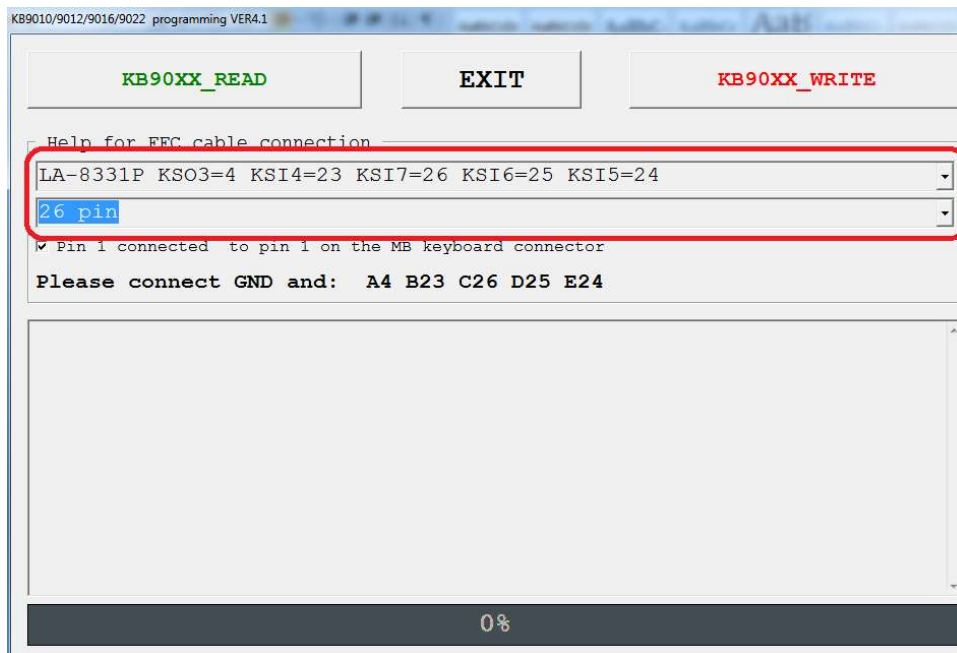 KB9010/9012/9016/9022 programming VER4.1
KB90XX_READ
EXIT
KB90XX_WRITE
Help for FFC cable connection
LA-8331P KSO3=4 KSI4=23 KSI7=26 KSI6=25 KSI5=24
26 pin
Pin 1 connected to pin 1 on the MB keyboard connector
Please connect GND and: A4 B23 C26 D25 E24
0%